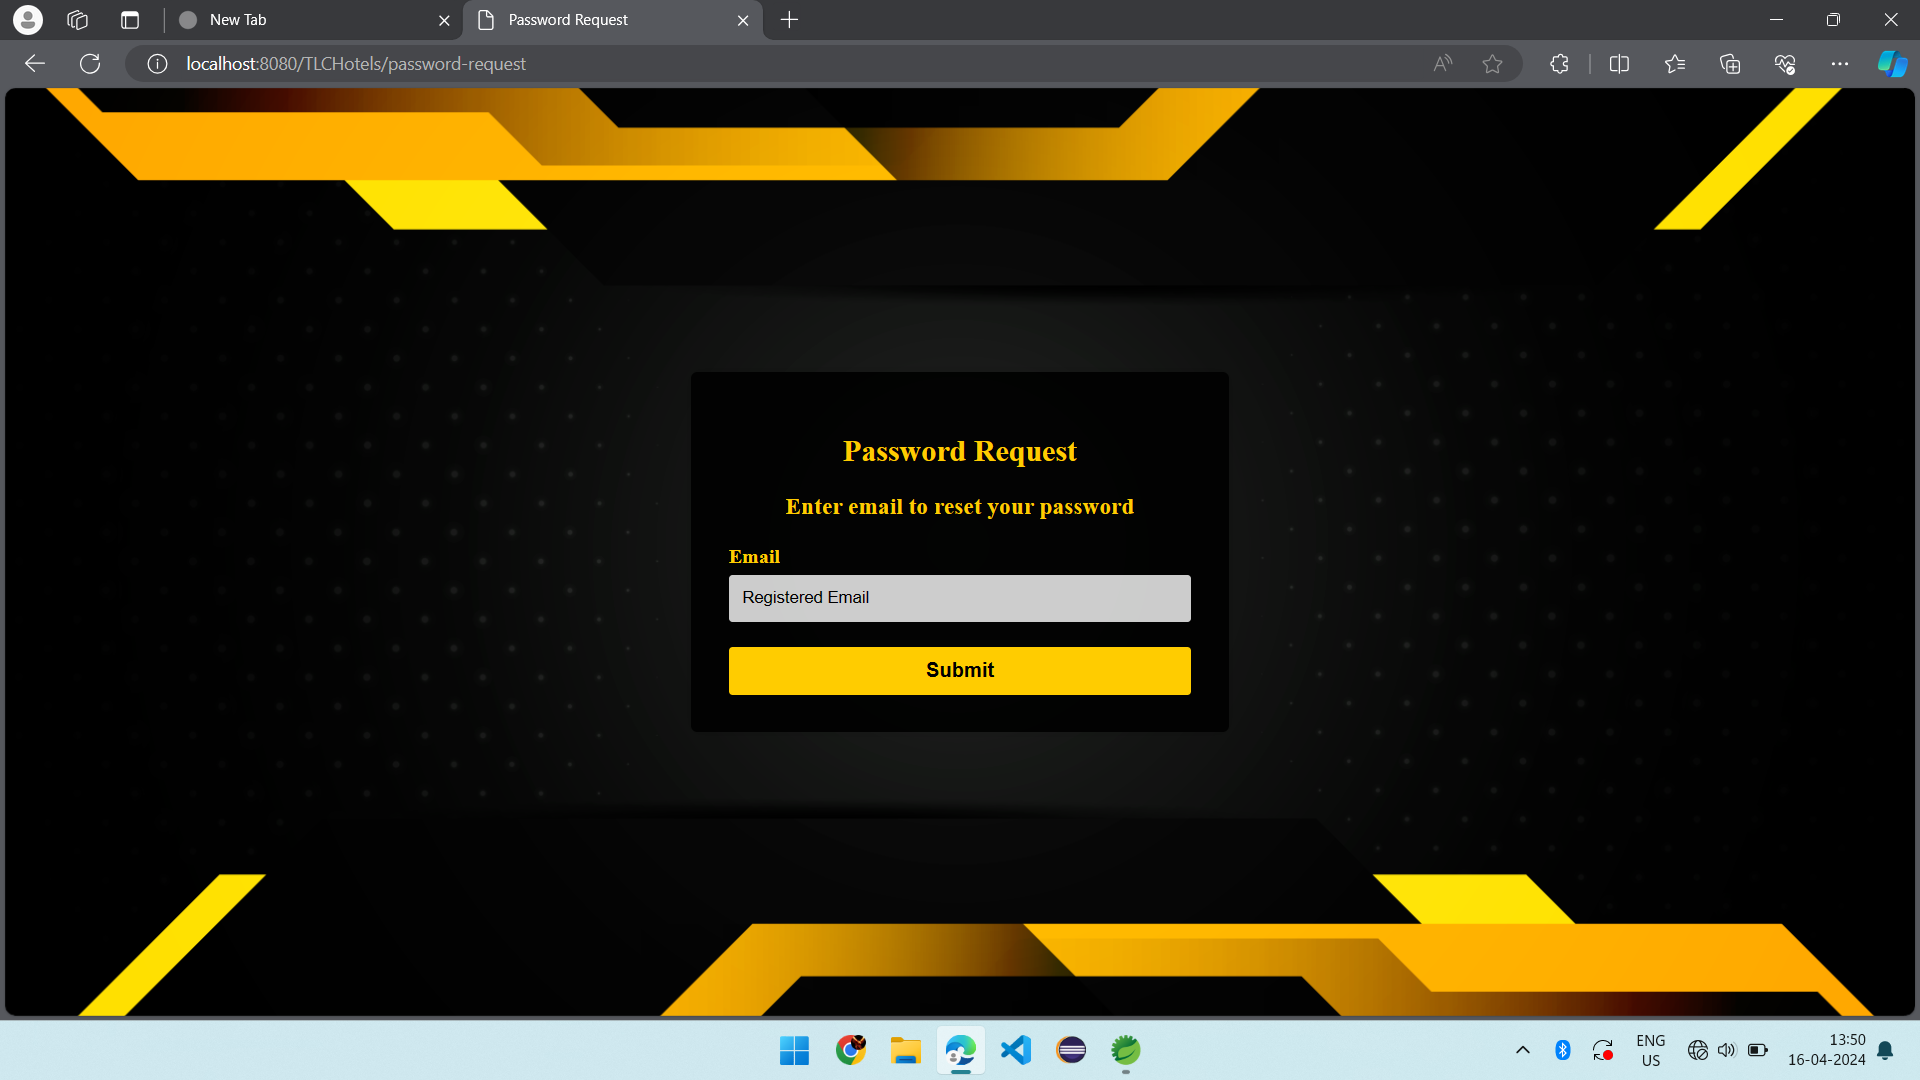 New Tab
Password Request
localhost:8080/TLCHotels/password-request
Password Request
Enter email to reset your password
Email
Registered Email
Submit
ENG
US
13:50
16-04-2024